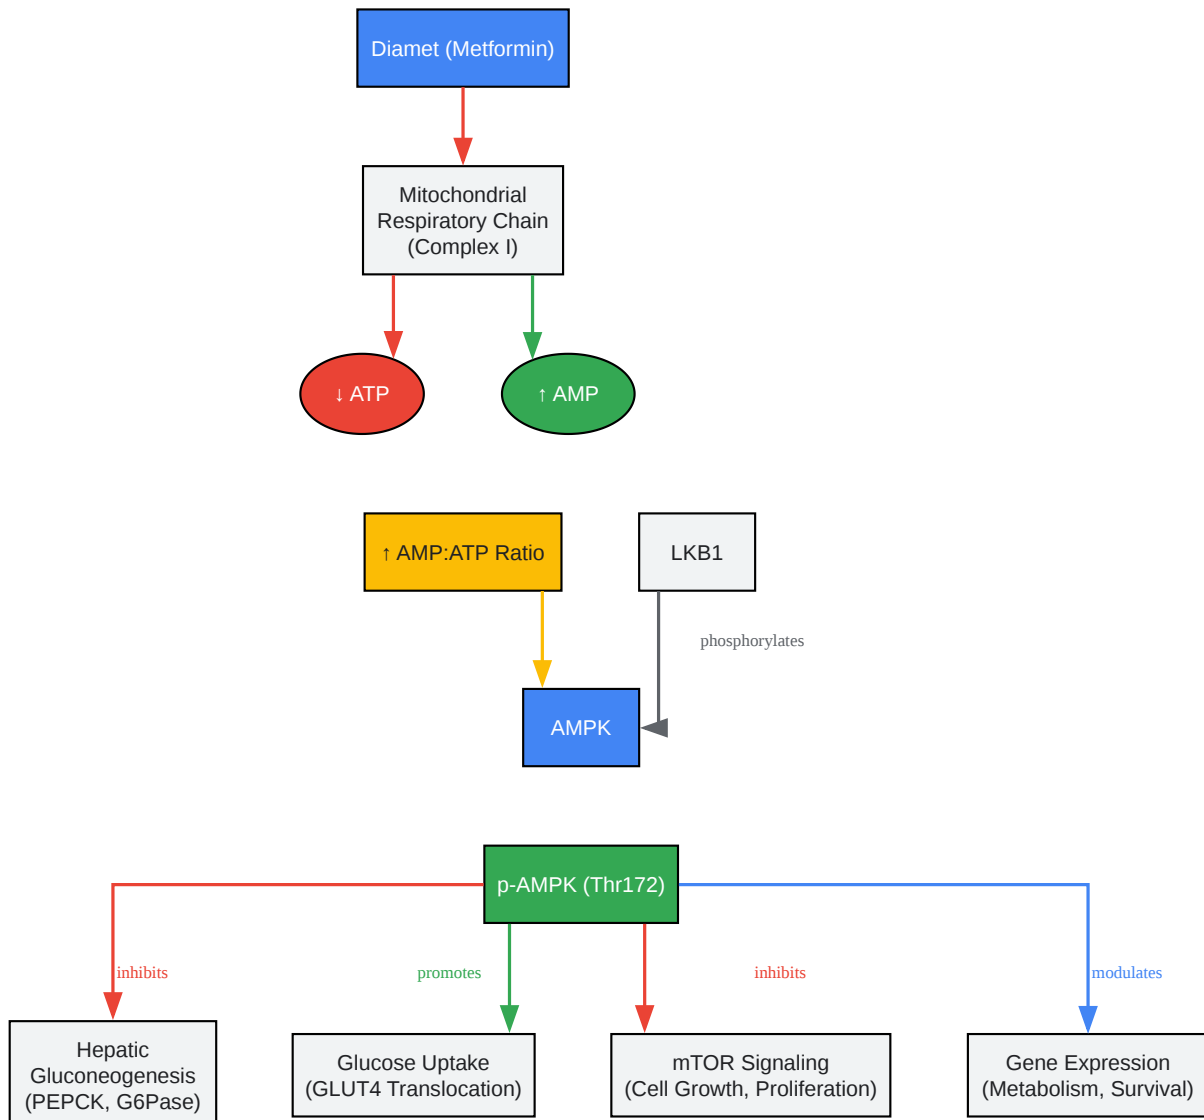 Diamet (Metformin)
Mitochondrial
Respiratory Chain
(Complex I)
↓ ATP
↑ AMP
↑ AMP:ATP Ratio
LKB1
phosphorylates
AMPK
p-AMPK (Thr172)
inhibits
promotes
inhibits
modulates
Hepatic
Gluconeogenesis
(PEPCK, G6Pase)
Glucose Uptake
(GLUT4 Translocation)
mTOR Signaling
(Cell Growth, Proliferation)
Gene Expression
(Metabolism, Survival)